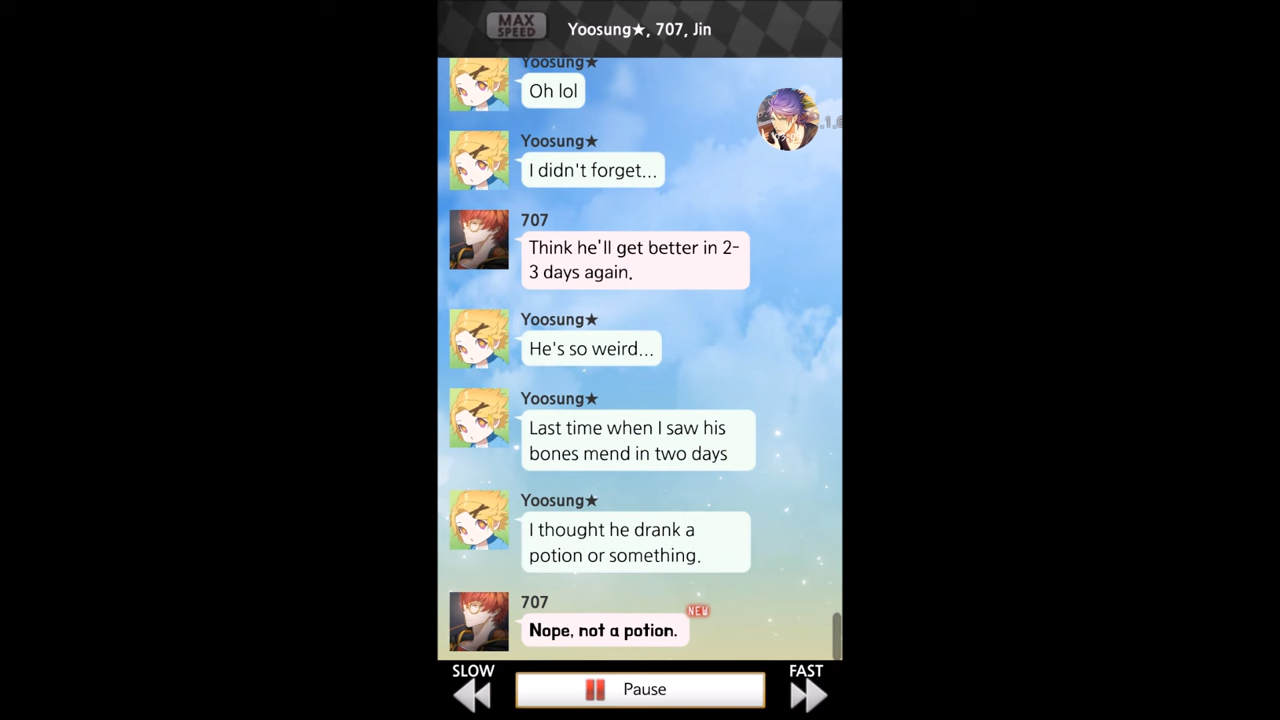 MAX
SPEED
Yoosung★, 707, Jin
Yoosung★
Oh lol
Yoosung★
I didn't forget...
707
Think he'll get better in 2-
3 days again.
Yoosung★
He's so weird...
Yoosung★
Last time when I saw his
bones mend in two days
Yoosung★
I thought he drank a
potion or something.
707
NEW
Nope, not a potion.
SLOW
Pause
FAST